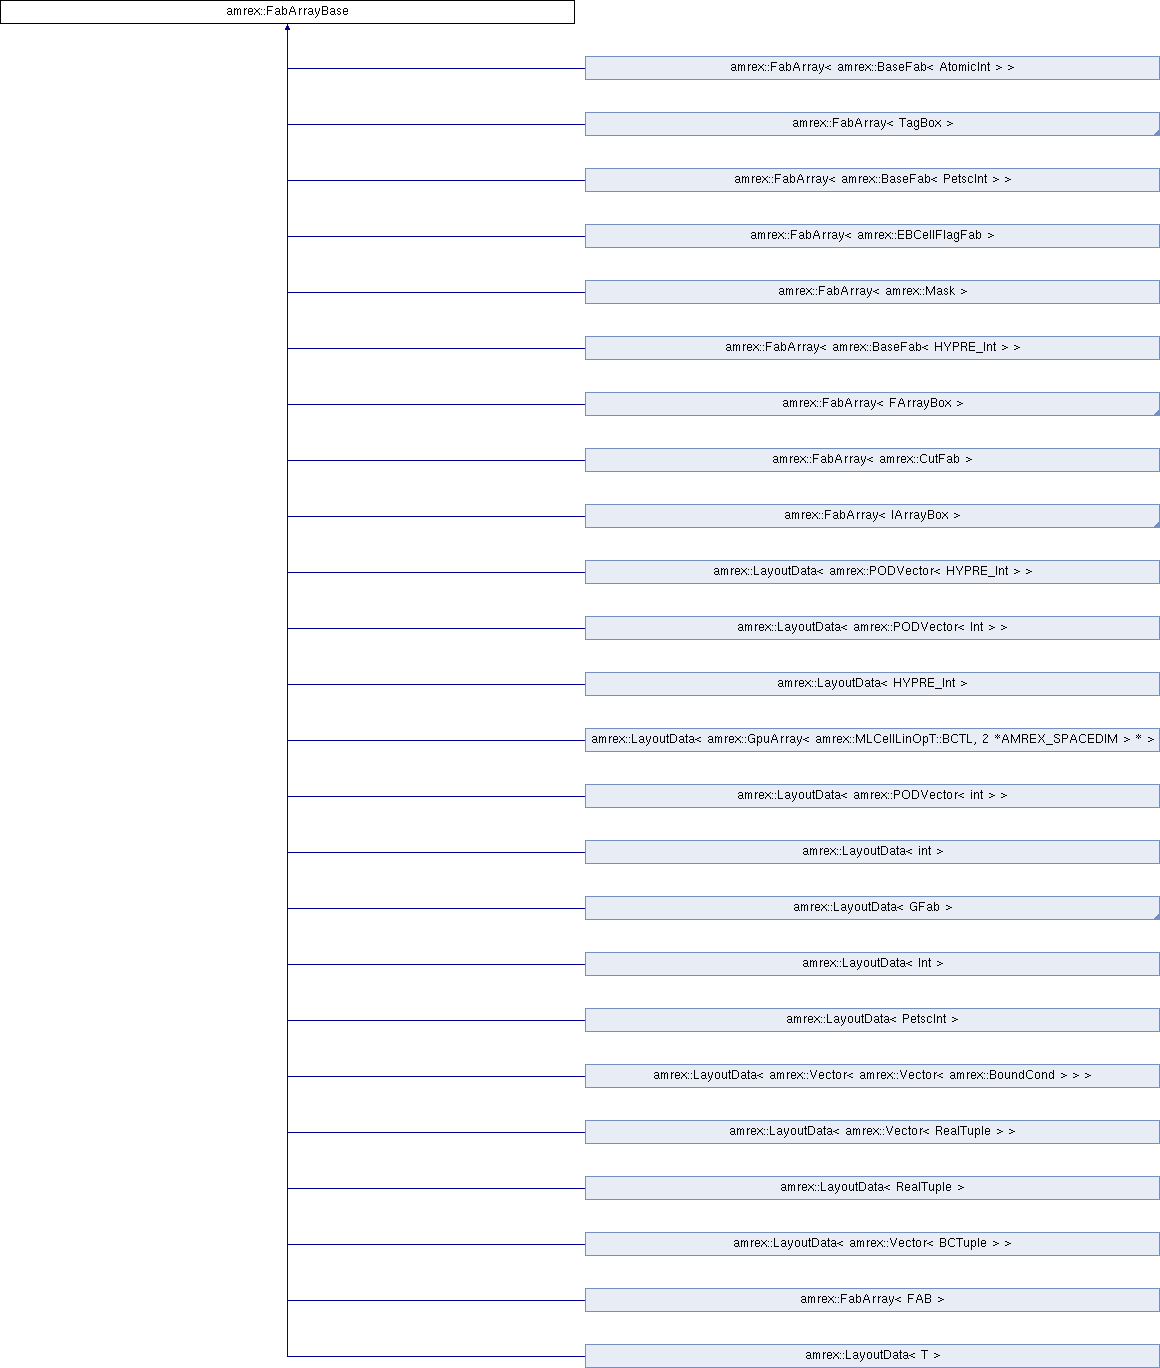 amrex::FabArrayBase
amrex::FabArray< amrex::BaseFab< AtomicInt > >
amrex::FabArray< TagBox >
amrex::FabArray< amrex::BaseFab< PetscInt > >
amrex::FabArray< amrex::EBCellFlagFab >
amrex::FabArray< amrex::Mask >
amrex::FabArray< amrex::BaseFab< HYPRE_Int > >
amrex::FabArray< FArrayBox >
amrex::FabArray< amrex::CutFab >
amrex::FabArray< IArrayBox >
amrex::LayoutData< amrex::PODVector< HYPRE_Int > >
amrex::LayoutData< amrex::PODVector< Int > >
amrex::LayoutData< HYPRE_Int >
amrex::LayoutData< amrex::GpuArray< amrex::MLCellLinOpT::BCTL, 2 *AMREX_SPACEDIM > * >
amrex::LayoutData< amrex::PODVector< int > >
amrex::LayoutData< int >
amrex::LayoutData< GFab >
amrex::LayoutData< Int >
amrex::LayoutData< PetscInt >
amrex::LayoutData< amrex::Vector< amrex::Vector< amrex::BoundCond > > >
amrex::LayoutData< amrex::Vector< RealTuple > >
amrex::LayoutData< RealTuple >
amrex::LayoutData< amrex::Vector< BCTuple > >
amrex::FabArray< FAB >
amrex::LayoutData< T >